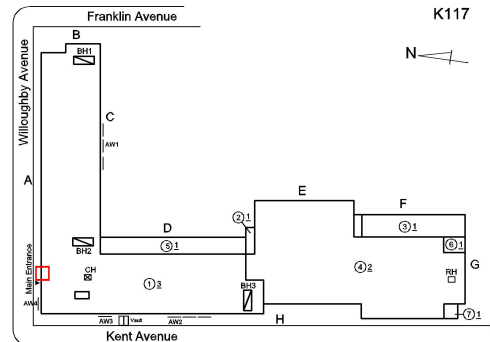 Franklin Avenue
K117
Willoughby Avenue
B
BH1
N
C
AW1
A
E
F
D
② 1
③ 1
BH2
⑤ 1
⑥ 1
④ 2
G
Main Entrance
CH
① 3
BH3
RH
AW4
⑦ 1
AW3
Vault
AW2
H
Kent Avenue